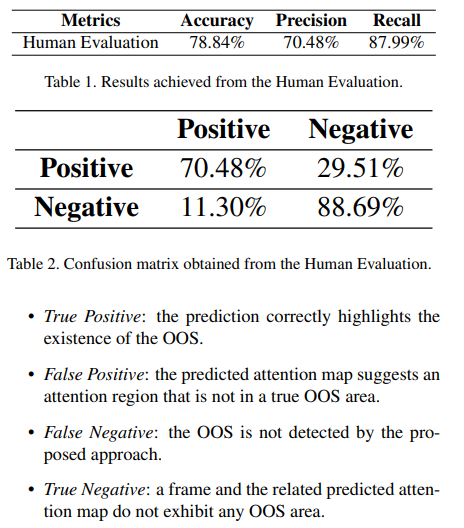 Metrics Accuracy Precision Recall
Human Evaluation 78.84% 70.48% 87.99%
Table 1. Results achieved from the Human Evaluation.
Positive Negative
Positive 70.48% 29.51%
Negative 11.30% 88.69%
Table 2. Confusion matrix obtained from the Human Evaluation.
• True Positive: the prediction correctly highlights the
existence of the OOS.
• False Positive: the predicted attention map suggests an
attention region that is not in a true OOS area.
• False Negative: the OOS is not detected by the pro-
posed approach.
• True Negative: a frame and the related predicted atten-
tion map do not exhibit any OOS area.